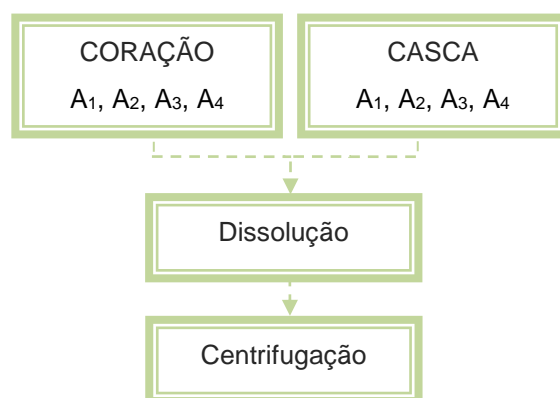 CORAÇÃO
A1, A2, A3, A4
CASCA
A1, A2, A3, A4
Dissolução
Centrifugação